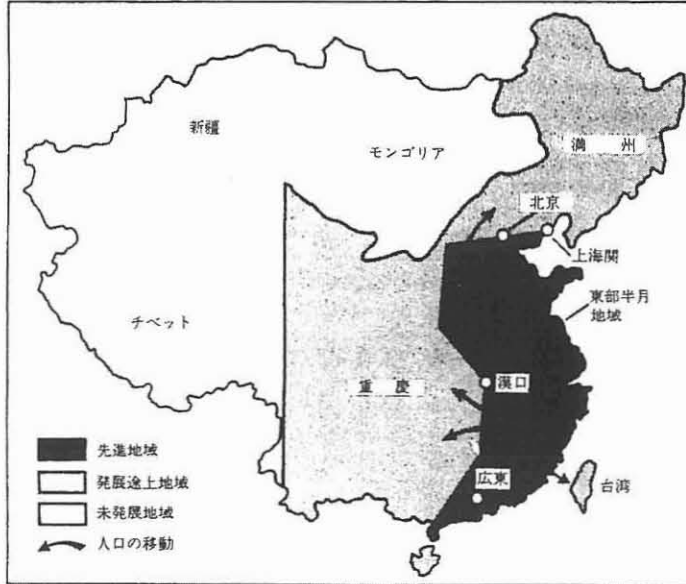 新疆
モンゴリア
満州
北京
上海関
東部半月
地域
チベット
漢口
重慶
広東
台湾
先進地域
発展途上地域
未発展地域
人口の移動